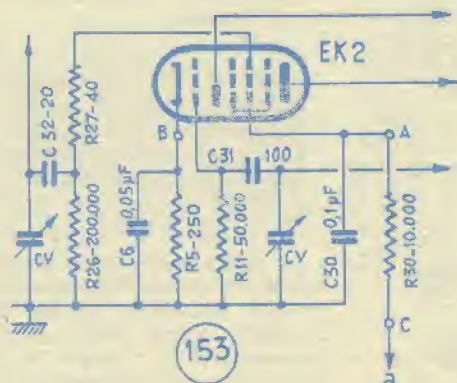 EK2
C 32-20
R27-40
B
A
C31
100
CV
R26-200.000
C6
0,05µF
R5-250
R11-50.000
CV
C30
0,1µF
R30-10.000
C
a
153